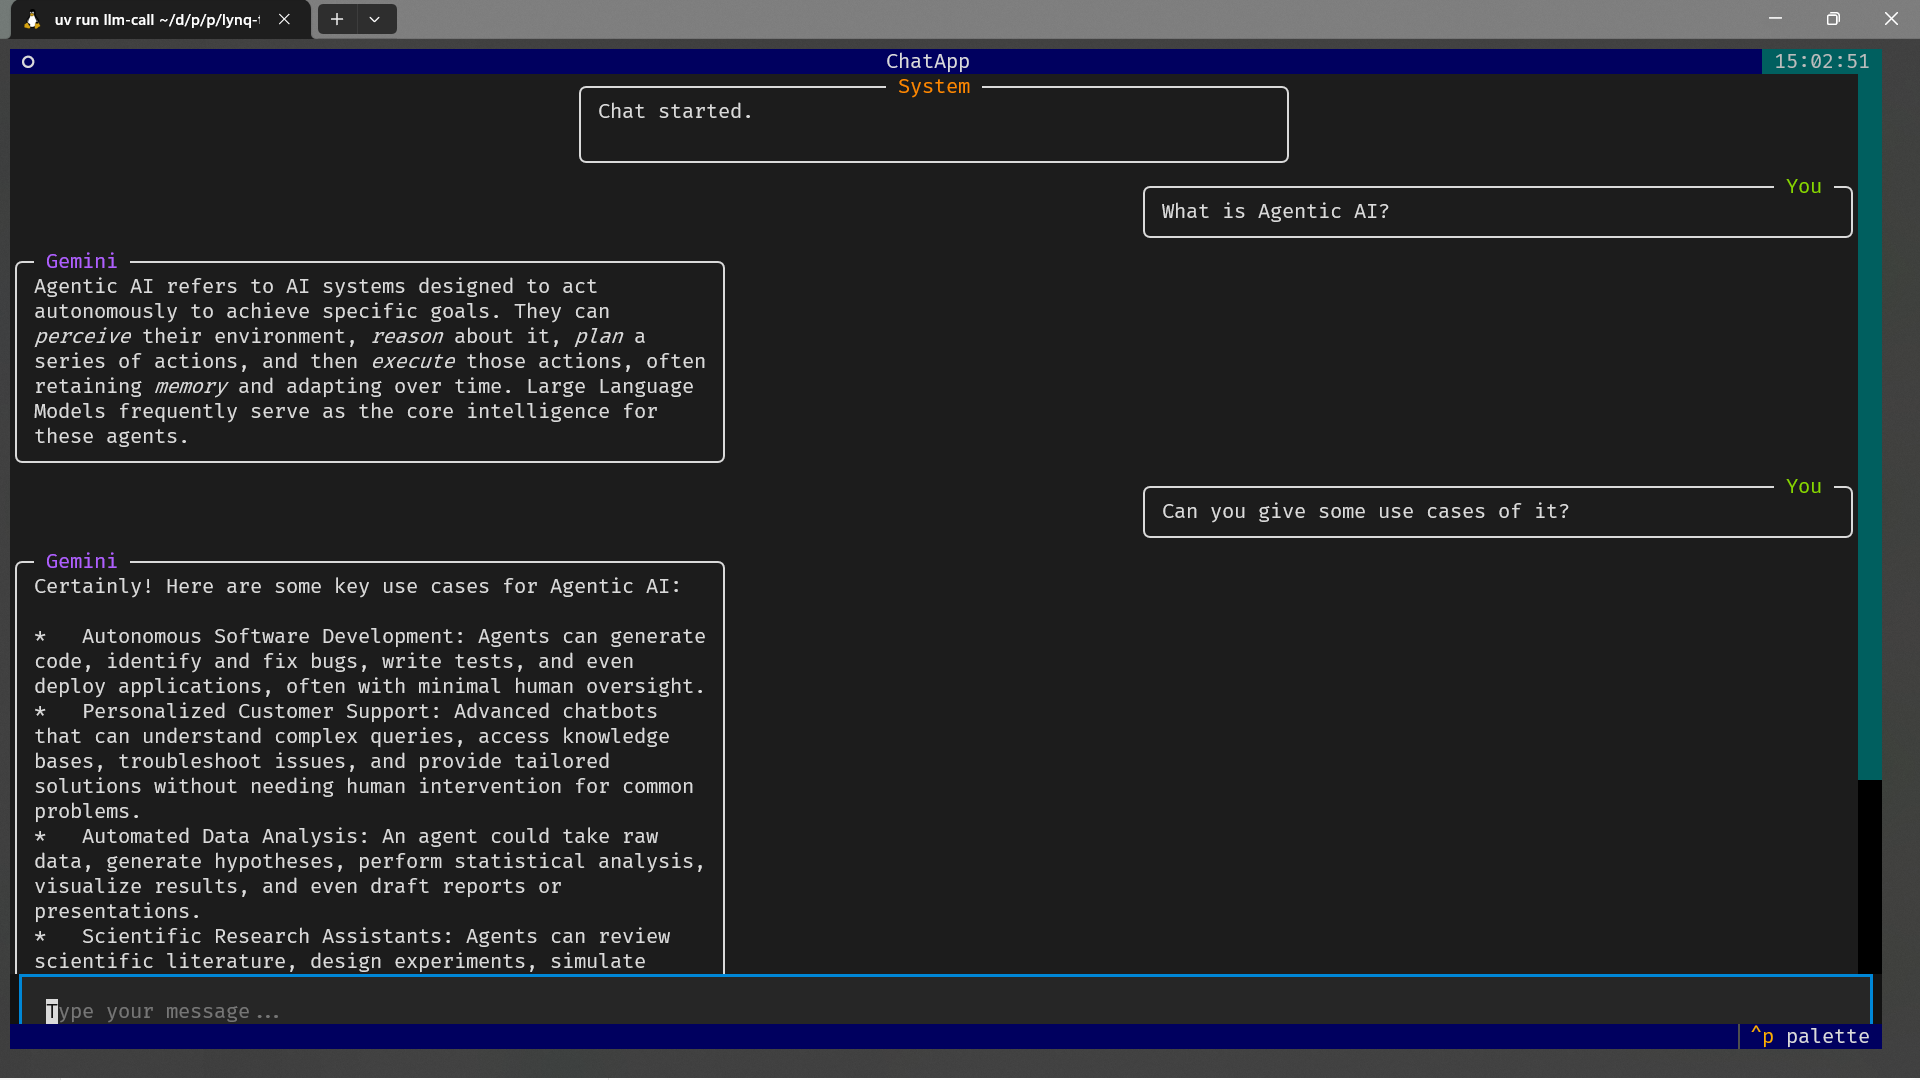 uv run llm-call ~/d/p/p/lynq-
ChatApp
15:02:51
System
Chat started.
You
What is Agentic AI?
Gemini
Agentic AI refers to AI systems designed to act
autonomously to achieve specific goals. They can
perceive their environment, reason about it, plan a
series of actions, and then execute those actions, often
retaining memory and adapting over time. Large Language
Models frequently serve as the core intelligence for
these agents.
You
Can you give some use cases of it?
Gemini
Certainly! Here are some key use cases for Agentic AI:
*   Autonomous Software Development: Agents can generate
code, identify and fix bugs, write tests, and even
deploy applications, often with minimal human oversight.
*   Personalized Customer Support: Advanced chatbots
that can understand complex queries, access knowledge
bases, troubleshoot issues, and provide tailored
solutions without needing human intervention for common
problems.
*   Automated Data Analysis: An agent could take raw
data, generate hypotheses, perform statistical analysis,
visualize results, and even draft reports or
presentations.
*   Scientific Research Assistants: Agents can review
scientific literature, design experiments, simulate
Type your message...
^p palette